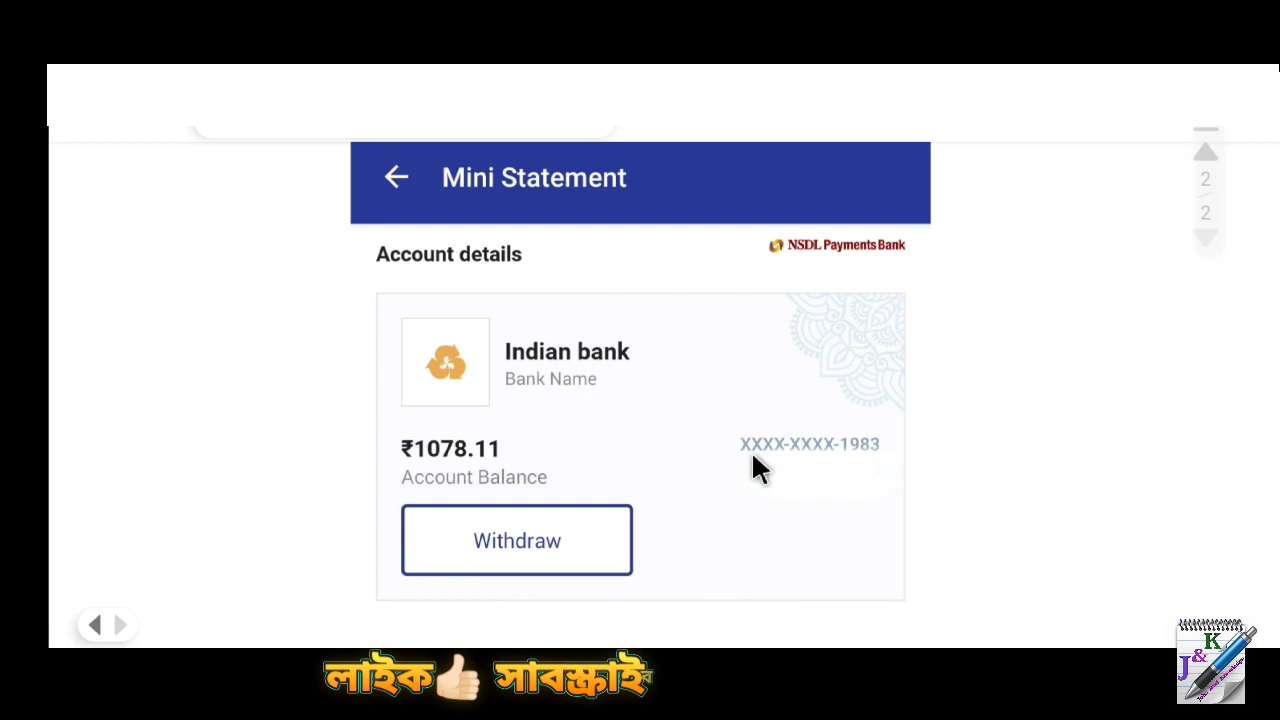 Mini Statement
2
2
Account details
NSDL Payments Bank
Indian bank
Bank Name
₹1078.11
XXXX-XXXX-1983
Account Balance
Withdraw
লাইক সাবস্ক্রাইব
J & K